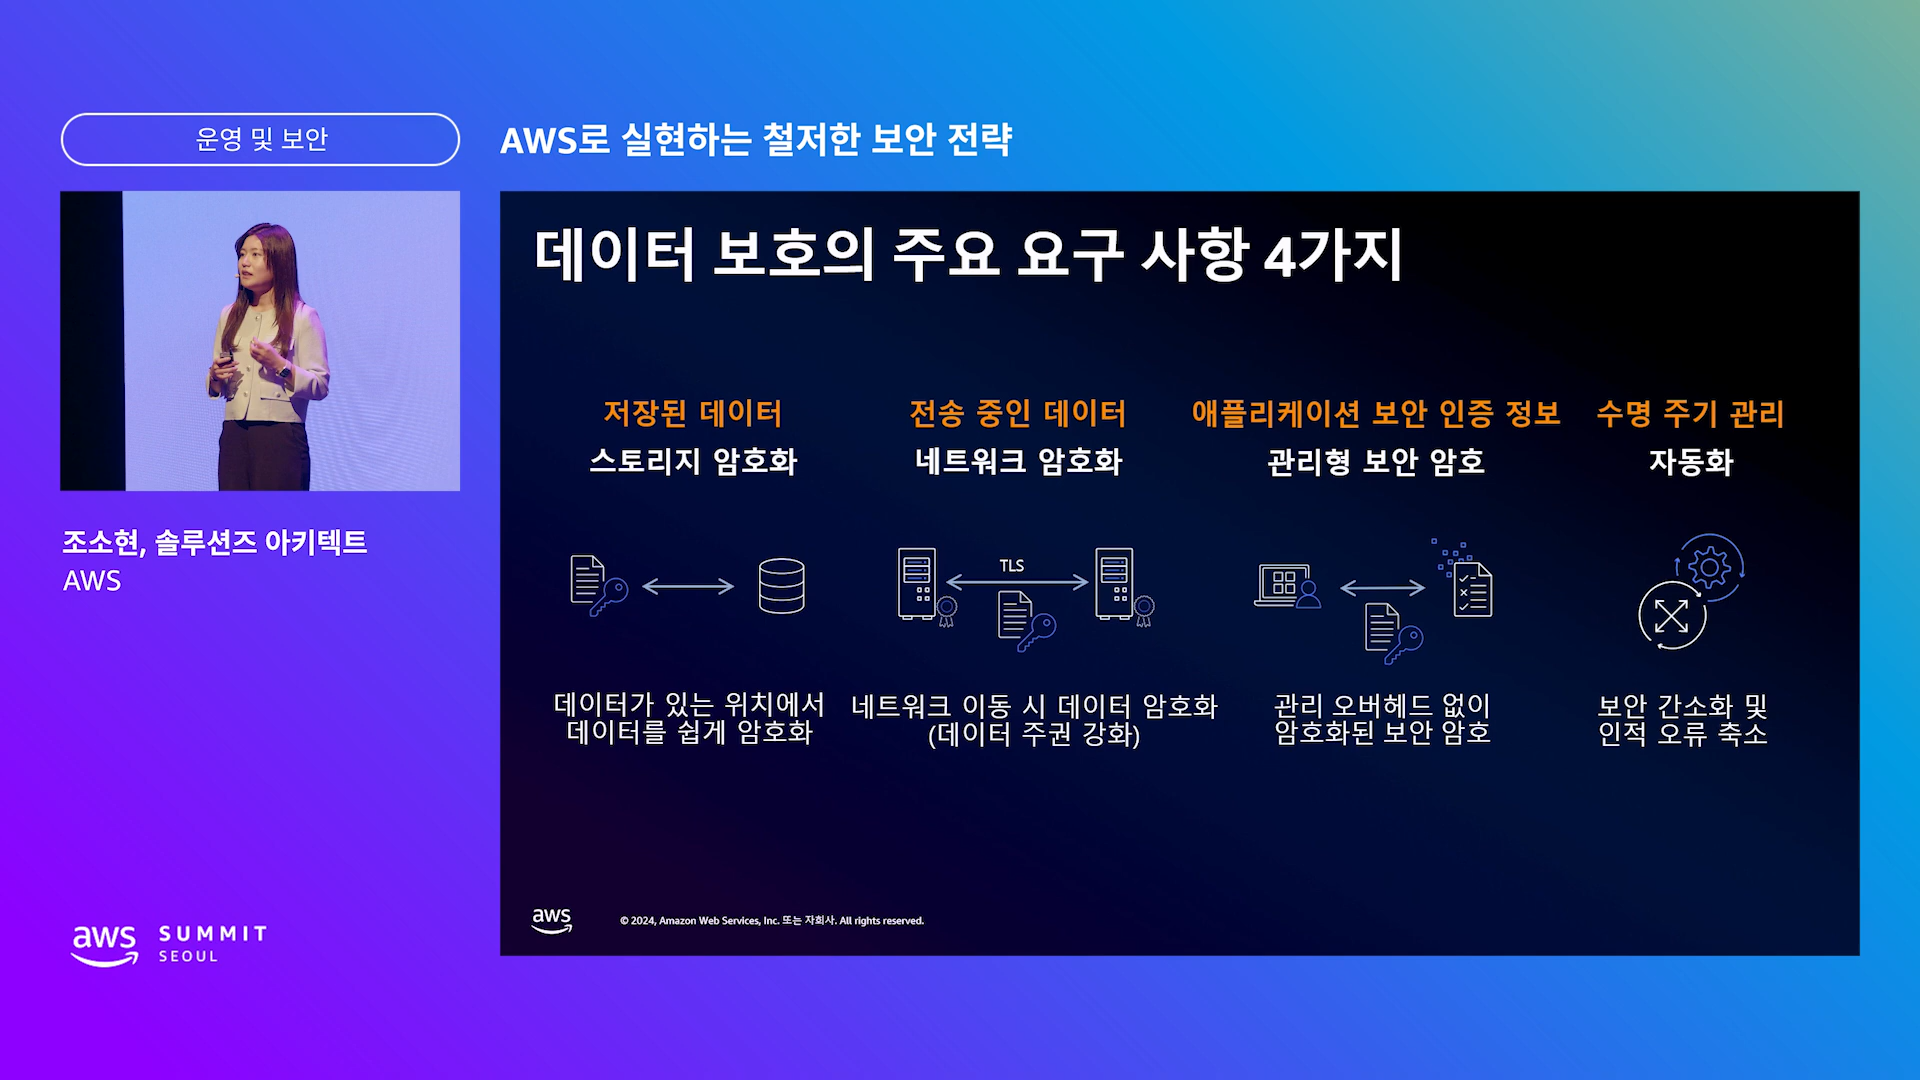 운영 및 보안
AWS로 실현하는 철저한 보안 전략
데이터 보호의 주요 요구 사항 4가지
저장된 데이터
스토리지 암호화
데이터가 있는 위치에서
데이터를 쉽게 암호화
전송 중인 데이터
네트워크 암호화
TLS
네트워크 이동 시 데이터 암호화
(데이터 주권 강화)
애플리케이션 보안 인증 정보
관리형 보안 암호
관리 오버헤드 없이
암호화된 보안 암호
수명 주기 관리
자동화
보안 간소화 및
인적 오류 축소
조소현, 솔루션즈 아키텍트
AWS
aws
SUMMIT
SEOUL
aws
© 2024, Amazon Web Services, Inc. 또는 자회사. All rights reserved.